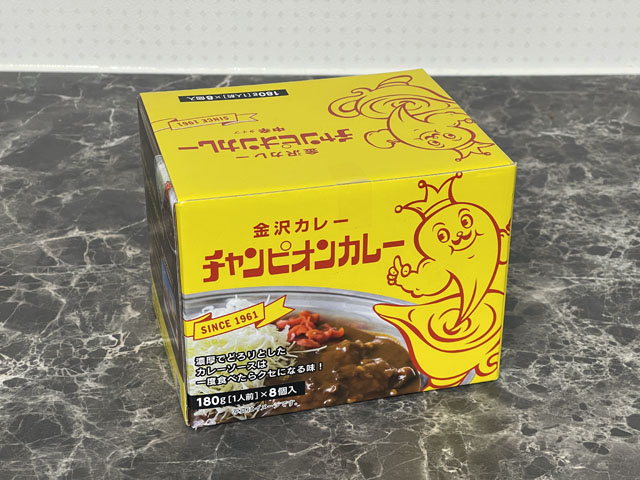 180g[1人前]×8個入
SINCE 1961
金沢カレー
チャンピオンカレー
中辛
金沢カレー
チャンピオンカレー
SINCE 1961
濃厚でどろりとした
カレーソースは
一度食べたらクセになる味!
180g[1人前]×8個入